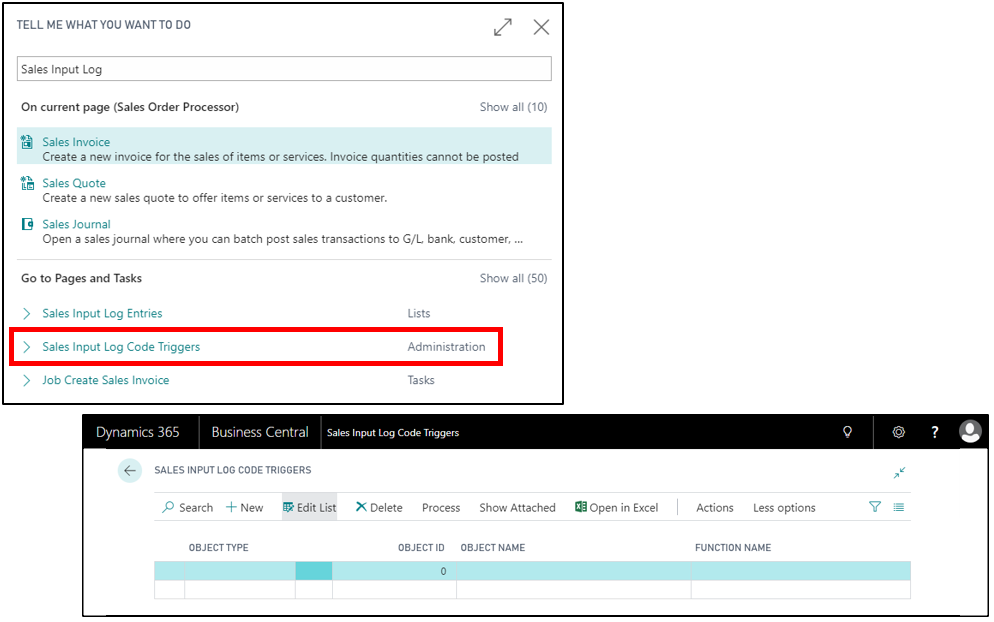 TELL ME WHAT YOU WANT TO DO
Sales Input Log
On current page (Sales Order Processor) Show all (10)
Sales Invoice
Create a new invoice for the sales of items or services. Invoice quantities cannot be posted
Sales Quote
Create a new sales quote to offer items or services to a customer.
Sales Journal
Open a sales journal where you can batch post sales transactions to G/L, bank, customer, ...
Go to Pages and Tasks Show all (50)
Sales Input Log Entries Lists
Sales Input Log Code Triggers Administration
Job Create Sales Invoice Tasks
Dynamics 365 Business Central Sales Input Log Code Triggers ?
SALES INPUT LOG CODE TRIGGERS
Search + New Edit List Delete Process Show Attached Open in Excel Actions Less options
OBJECT TYPE OBJECT ID OBJECT NAME FUNCTION NAME
0